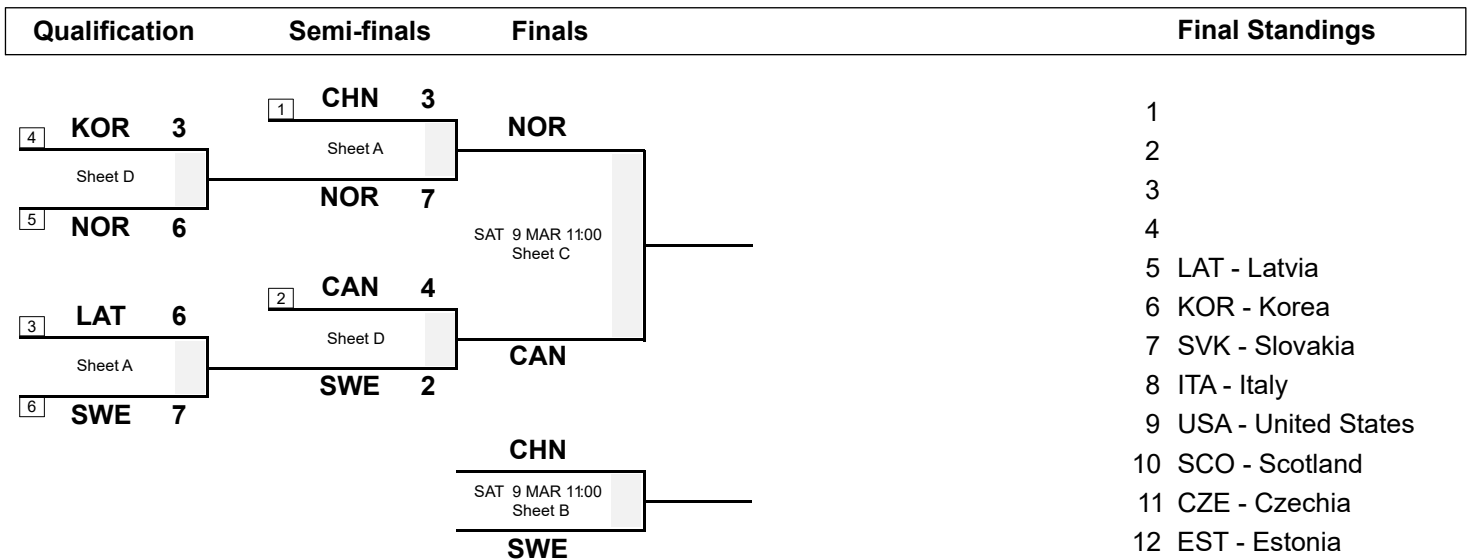 Qualification Semi-finals Finals Final Standings
1 CHN 3
4 KOR 3
Sheet D
5 NOR 6
Sheet A
NOR 7
NOR
SAT 9 MAR 11:00
Sheet C
CAN
2 CAN 4
3 LAT 6
Sheet A
6 SWE 7
Sheet D
SWE 2
CHN
SAT 9 MAR 11:00
Sheet B
SWE
1
2
3
4
5 LAT - Latvia
6 KOR - Korea
7 SVK - Slovakia
8 ITA - Italy
9 USA - United States
10 SCO - Scotland
11 CZE - Czechia
12 EST - Estonia